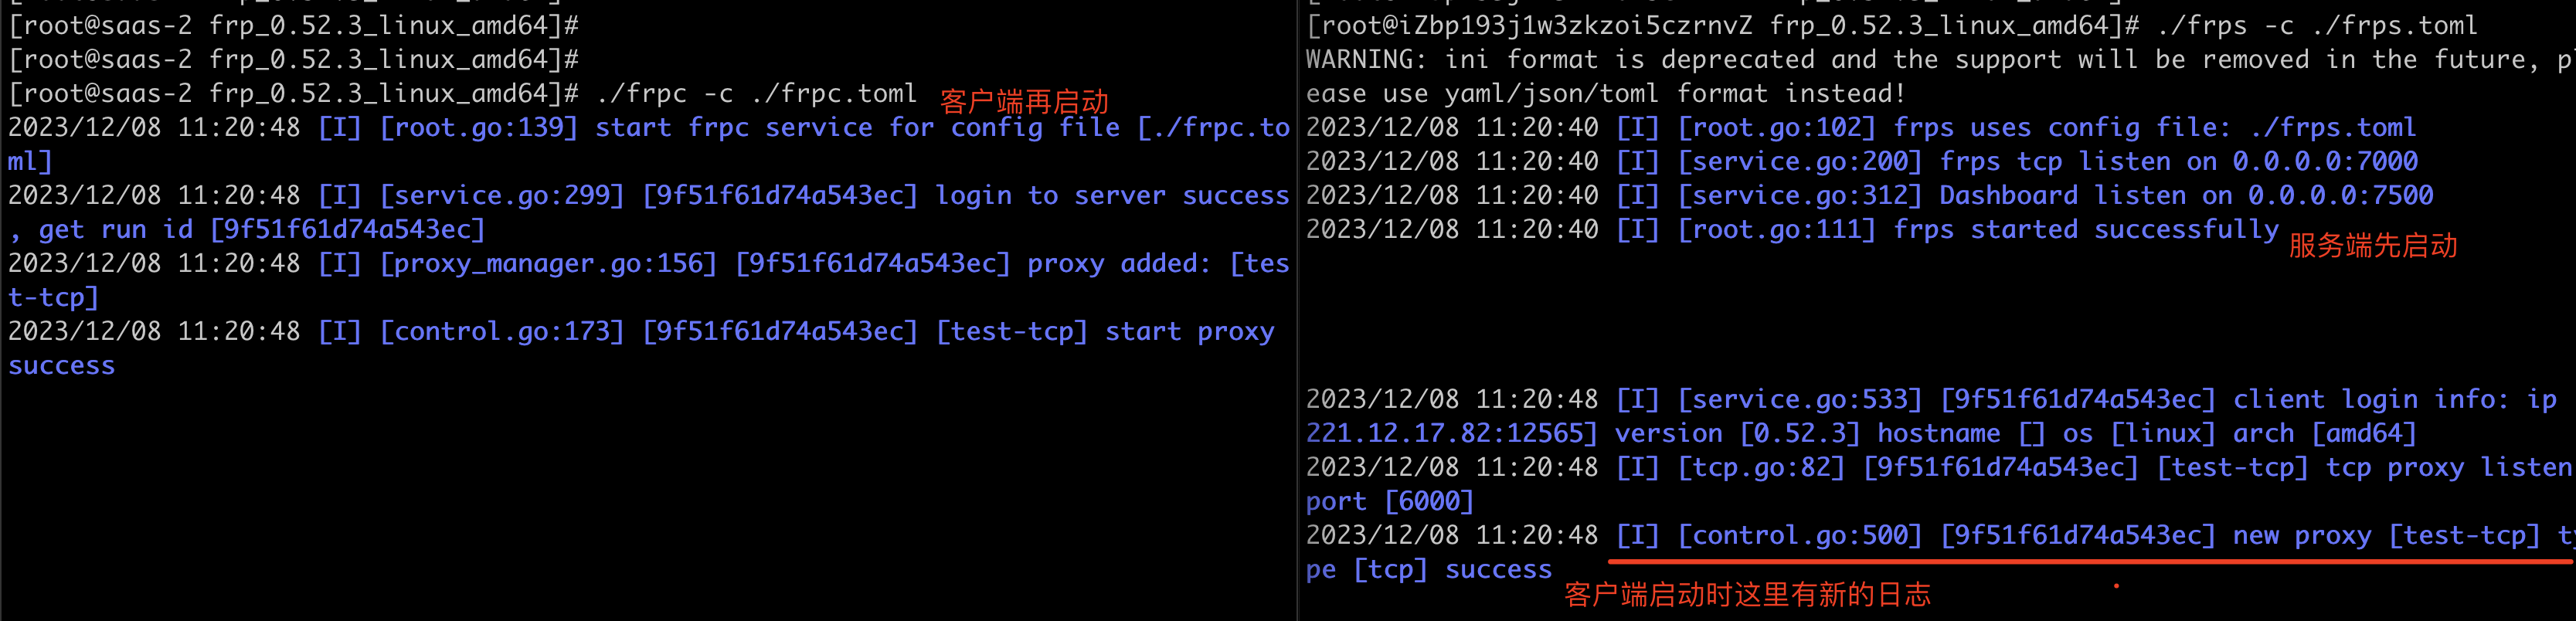 [root@saas-2 frp_0.52.3_linux_amd64]#
[root@saas-2 frp_0.52.3_linux_amd64]#
[root@saas-2 frp_0.52.3_linux_amd64]# ./frpc -c ./frpc.toml 客户端再启动
2023/12/08 11:20:48 [I] [root.go:139] start frpc service for config file [./frpc.to
ml]
2023/12/08 11:20:48 [I] [service.go:299] [9f51f61d74a543ec] login to server success
, get run id [9f51f61d74a543ec]
2023/12/08 11:20:48 [I] [proxy_manager.go:156] [9f51f61d74a543ec] proxy added: [tes
t-tcp]
2023/12/08 11:20:48 [I] [control.go:173] [9f51f61d74a543ec] [test-tcp] start proxy
success
[root@iZbp193j1w3zkzoi5czrnvZ frp_0.52.3_linux_amd64]# ./frps -c ./frps.toml
WARNING: ini format is deprecated and the support will be removed in the future, pl
ease use yaml/json/toml format instead!
2023/12/08 11:20:40 [I] [root.go:102] frps uses config file: ./frps.toml
2023/12/08 11:20:40 [I] [service.go:200] frps tcp listen on 0.0.0.0:7000
2023/12/08 11:20:40 [I] [service.go:312] Dashboard listen on 0.0.0.0:7500
2023/12/08 11:20:40 [I] [root.go:111] frps started successfully
服务端先启动
2023/12/08 11:20:48 [I] [service.go:533] [9f51f61d74a543ec] client login info: ip
221.12.17.82:12565] version [0.52.3] hostname [] os [linux] arch [amd64]
2023/12/08 11:20:48 [I] [tcp.go:82] [9f51f61d74a543ec] [test-tcp] tcp proxy listen
port [6000]
2023/12/08 11:20:48 [I] [control.go:500] [9f51f61d74a543ec] new proxy [test-tcp] ty
pe [tcp] success
客户端启动时这里有新的日志